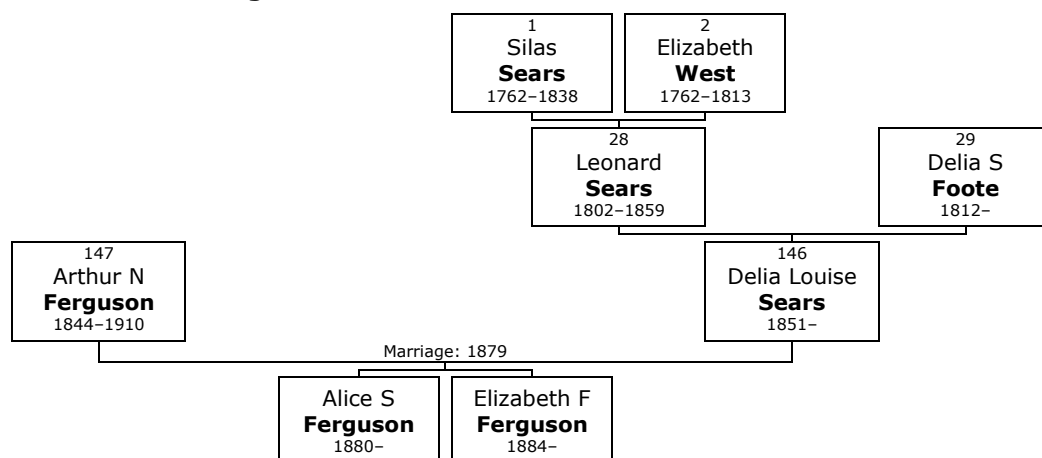 1
Silas
Sears
1762–1838
2
Elizabeth
West
1762–1813
28
Leonard
Sears
1802–1859
29
Delia S
Foote
1812–
147
Arthur N
Ferguson
1844–1910
146
Delia Louise
Sears
1851–
Marriage: 1879
Alice S
Ferguson
1880–
Elizabeth F
Ferguson
1884–